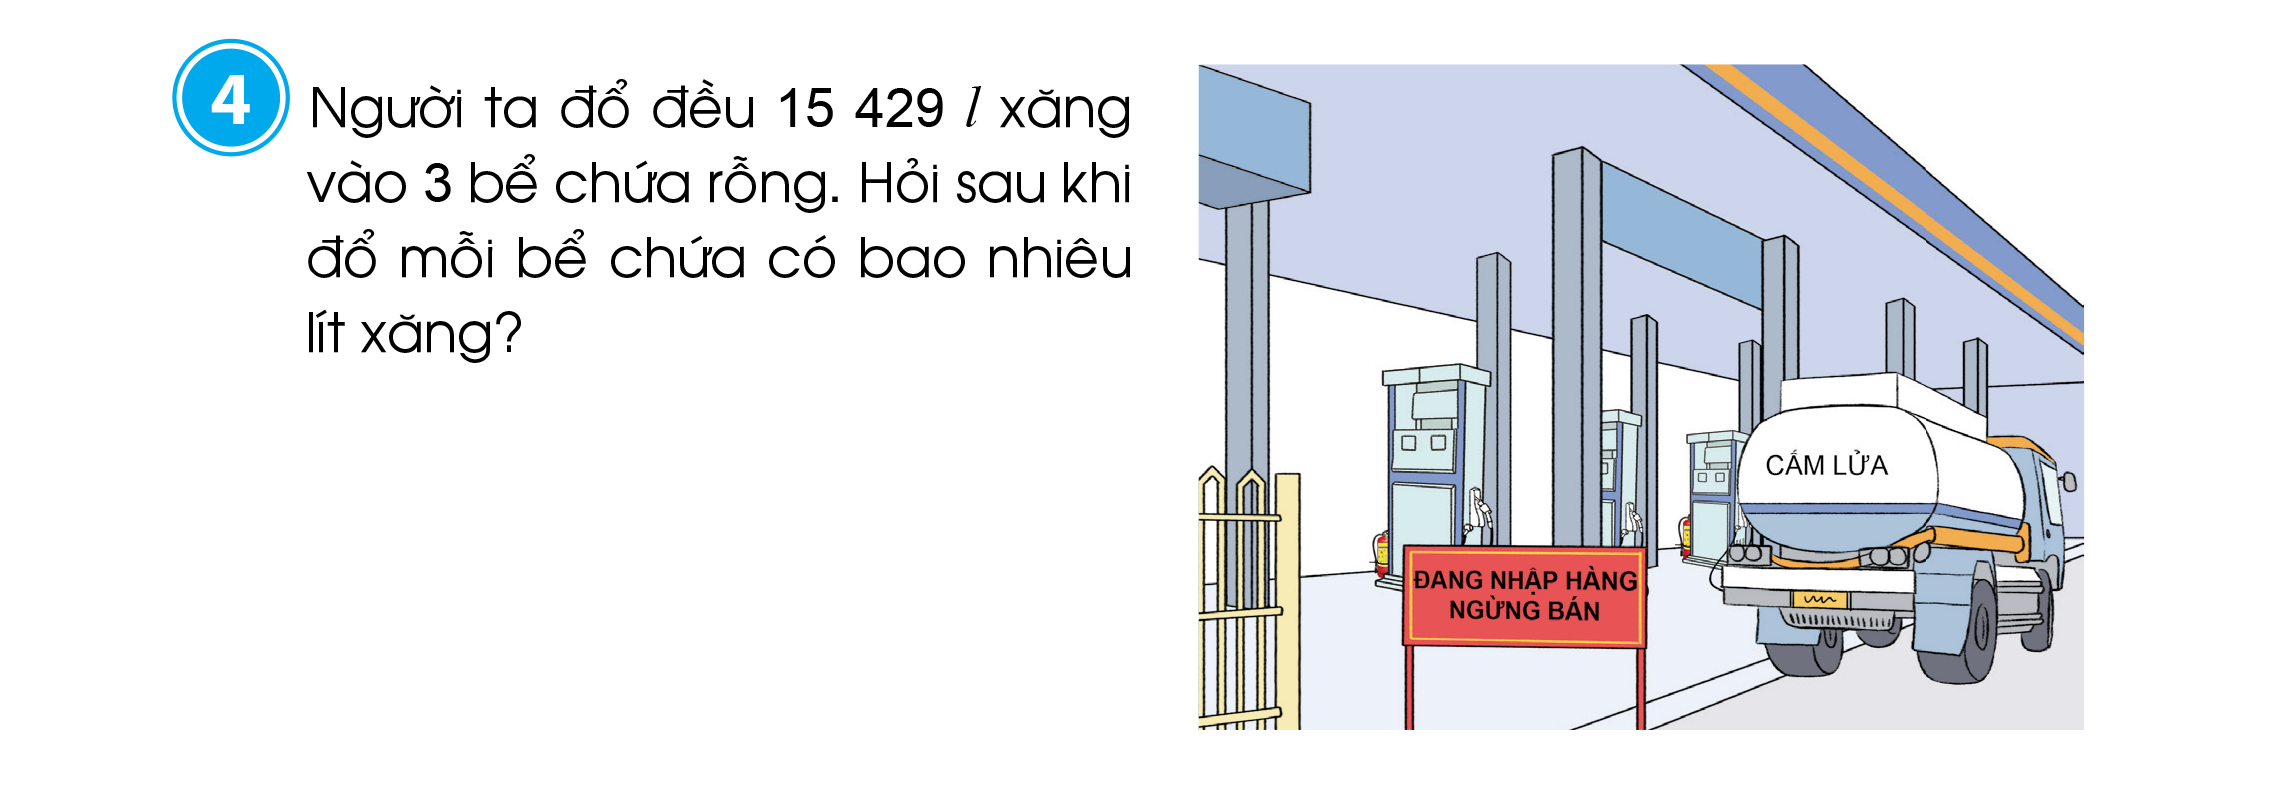 4
Người ta đổ đều 15 429 l xăng
vào 3 bể chứa rỗng. Hỏi sau khi
đổ mỗi bể chứa có bao nhiêu
lít xăng?
CẤM LỬA
ĐANG NHẬP HÀNG
NGỪNG BÁN